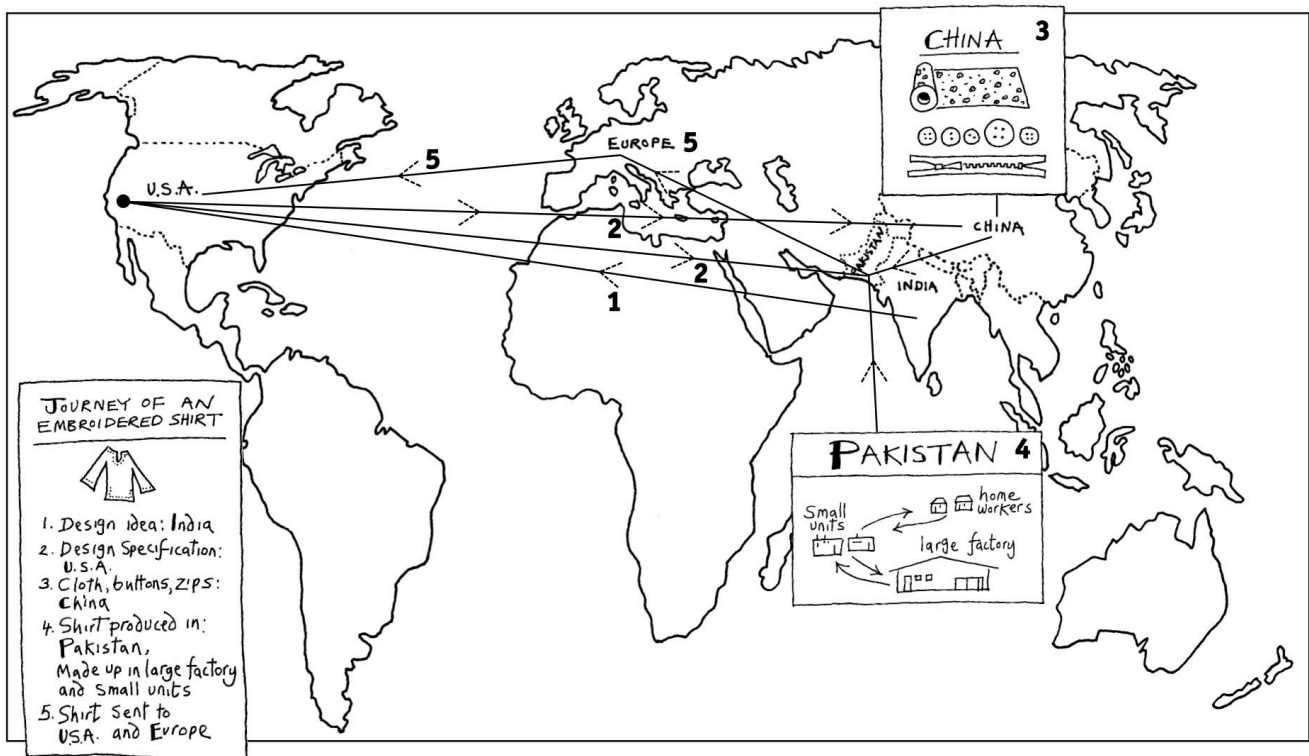 CHINA 3
EUROPE 5
5
U.S.A.
2
CHINA
PAKISTAN
2
INDIA
1
JOURNEY OF AN
EMBROIDERED SHIRT
1. Design idea: India
2. Design Specification:
U.S.A.
3. Cloth, buttons, zips:
China
4. Shirt produced in:
Pakistan,
Made up in large factory
and small units
5. Shirt sent to
U.S.A. and Europe
PAKISTAN 4
Small
units
home
workers
large factory